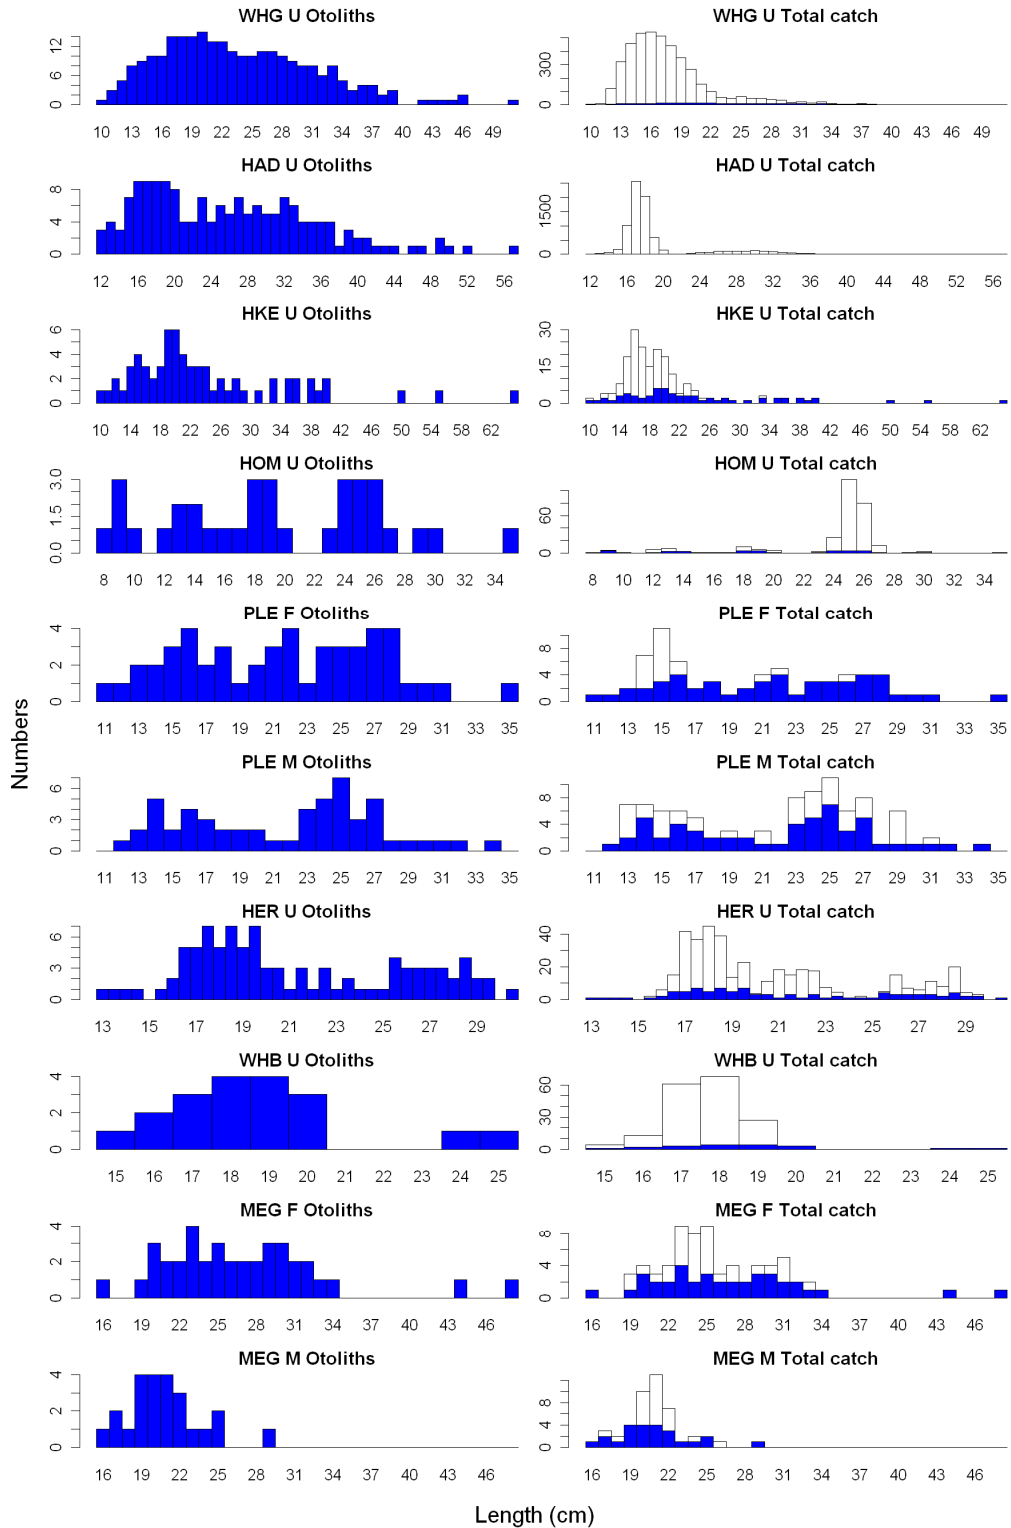 WHG U Otoliths
WHG U Total catch
0 6 12
0 300
10 13 16 19 22 25 28 31 34 37 40 43 46 49
10 13 16 19 22 25 28 31 34 37 40 43 46 49
HAD U Otoliths
HAD U Total catch
0 4 8
0 1500
12 16 20 24 28 32 36 40 44 48 52 56
12 16 20 24 28 32 36 40 44 48 52 56
HKE U Otoliths
HKE U Total catch
0 2 4 6
0 15 30
10 14 18 22 26 30 34 38 42 46 50 54 58 62
10 14 18 22 26 30 34 38 42 46 50 54 58 62
HOM U Otoliths
HOM U Total catch
0.0 1.5 3.0
0 60
8 10 12 14 16 18 20 22 24 26 28 30 32 34
8 10 12 14 16 18 20 22 24 26 28 30 32 34
PLE F Otoliths
PLE F Total catch
0 2 4
0 4 8
11 13 15 17 19 21 23 25 27 29 31 33 35
11 13 15 17 19 21 23 25 27 29 31 33 35
Numbers
PLE M Otoliths
PLE M Total catch
0 3 6
0 4 8
11 13 15 17 19 21 23 25 27 29 31 33 35
11 13 15 17 19 21 23 25 27 29 31 33 35
HER U Otoliths
HER U Total catch
0 3 6
0 20 40
13 15 17 19 21 23 25 27 29
13 15 17 19 21 23 25 27 29
WHB U Otoliths
WHB U Total catch
0 2 4
0 30 60
15 16 17 18 19 20 21 22 23 24 25
15 16 17 18 19 20 21 22 23 24 25
MEG F Otoliths
MEG F Total catch
0 2 4
0 4 8
16 19 22 25 28 31 34 37 40 43 46
16 19 22 25 28 31 34 37 40 43 46
MEG M Otoliths
MEG M Total catch
0 2 4
0 4 8
16 19 22 25 28 31 34 37 40 43 46
16 19 22 25 28 31 34 37 40 43 46
Length (cm)